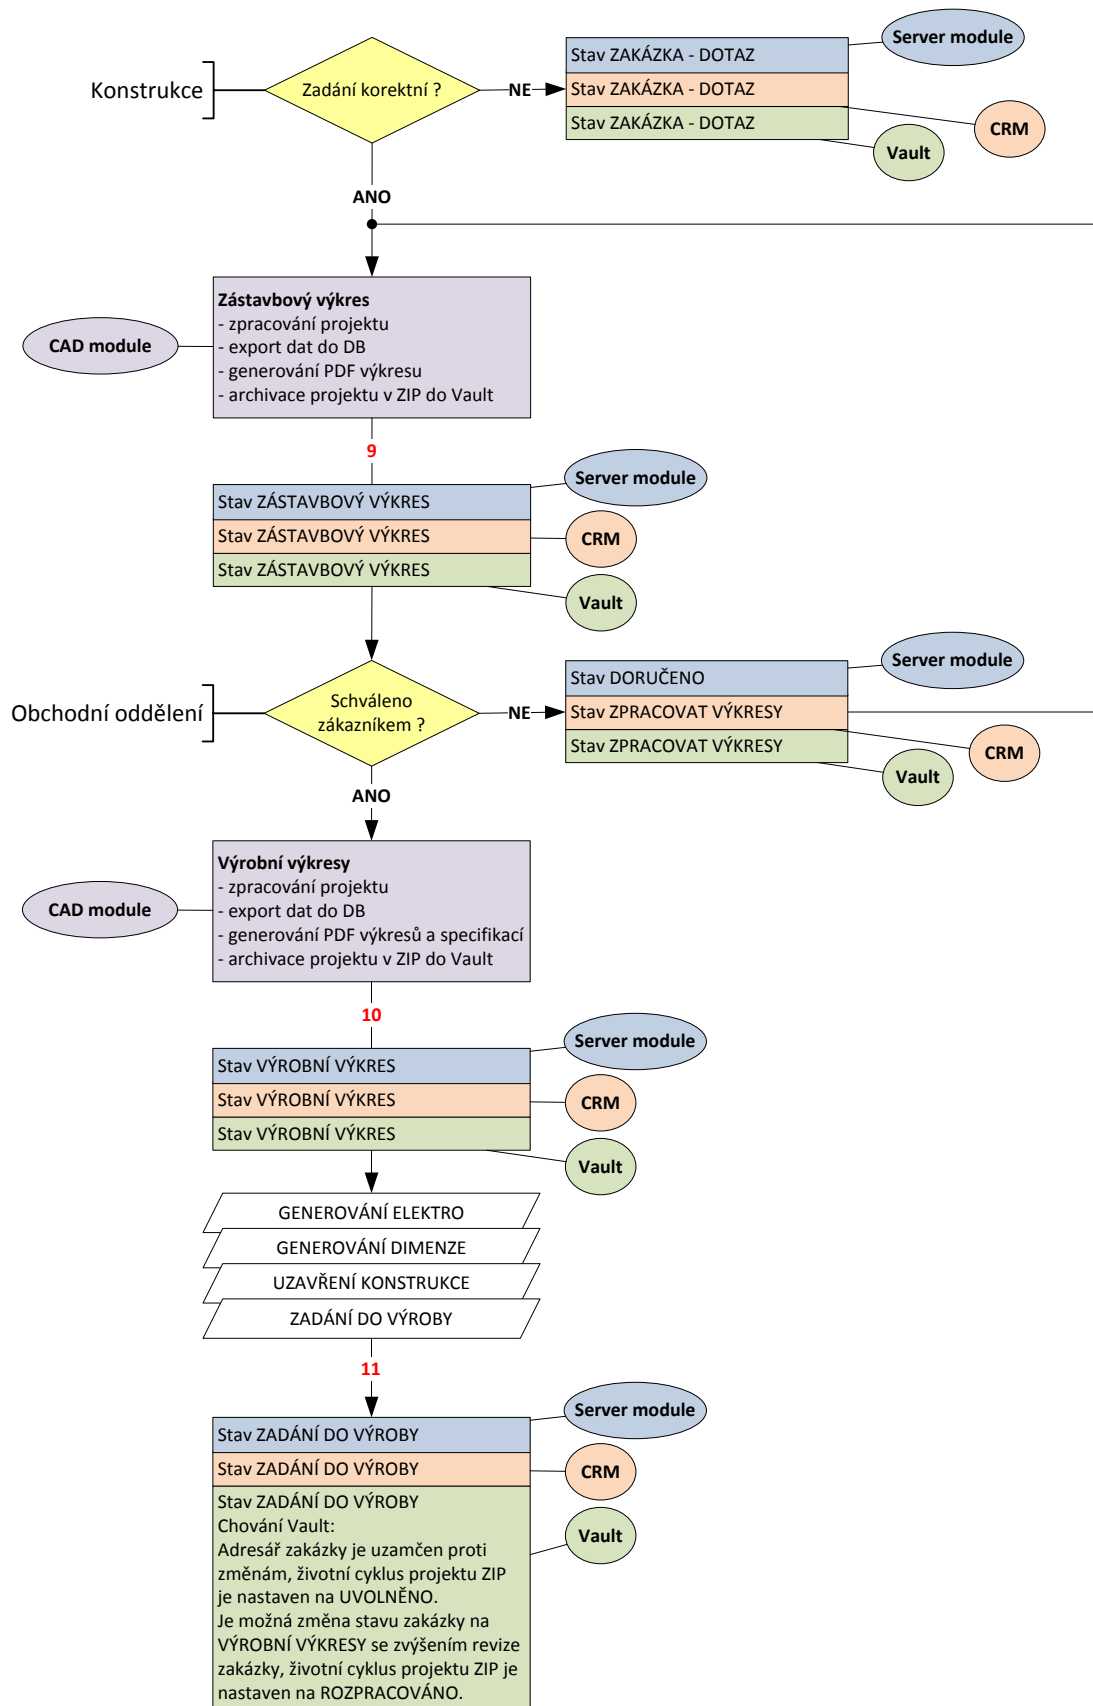 Server module
Stav ZAKÁZKA - DOTAZ
Konstrukce
Zadání korektní ?
NE
Stav ZAKÁZKA - DOTAZ
Stav ZAKÁZKA - DOTAZ
CRM
Vault
ANO
Zástavbový výkres
- zpracování projektu
- export dat do DB
- generování PDF výkresu
- archivace projektu v ZIP do Vault
CAD module
9
Server module
Stav ZÁSTAVBOVÝ VÝKRES
Stav ZÁSTAVBOVÝ VÝKRES
CRM
Stav ZÁSTAVBOVÝ VÝKRES
Vault
Server module
Stav DORUČENO
Obchodní oddělení
Schváleno
zákazníkem ?
NE
Stav ZPRACOVAT VÝKRESY
Stav ZPRACOVAT VÝKRESY
CRM
Vault
ANO
Výrobní výkresy
- zpracování projektu
- export dat do DB
- generování PDF výkresů a specifikací
- archivace projektu v ZIP do Vault
CAD module
10
Server module
Stav VÝROBNÍ VÝKRES
Stav VÝROBNÍ VÝKRES
CRM
Stav VÝROBNÍ VÝKRES
Vault
GENEROVÁNÍ ELEKTRO
GENEROVÁNÍ DIMENZE
UZAVŘENÍ KONSTRUKCE
ZADÁNÍ DO VÝROBY
11
Server module
Stav ZADÁNÍ DO VÝROBY
Stav ZADÁNÍ DO VÝROBY
CRM
Stav ZADÁNÍ DO VÝROBY
Chování Vault:
Adresář zakázky je uzamčen proti
změnám, životní cyklus projektu ZIP
je nastaven na UVOLNĚNO.
Je možná změna stavu zakázky na
VÝROBNÍ VÝKRESY se zvýšením revize
zakázky, životní cyklus projektu ZIP je
nastaven na ROZPRACOVÁNO.
Vault